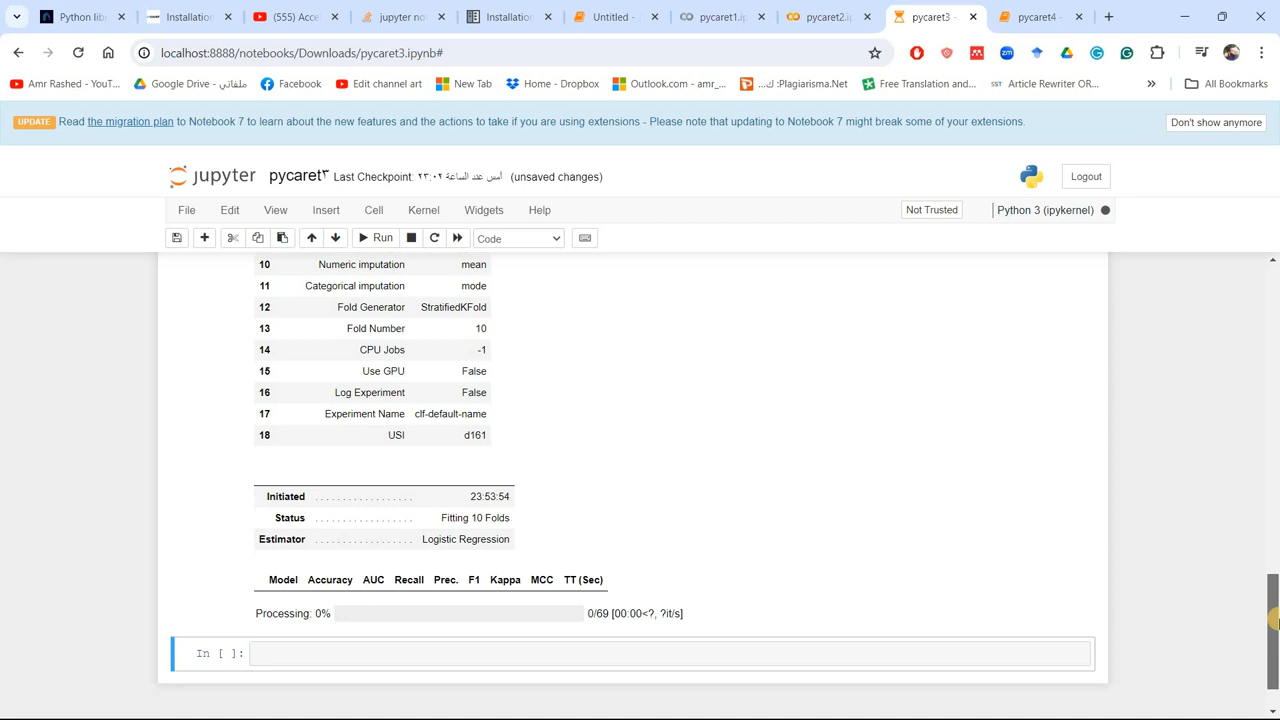 Python lib
Installati
(555) Acce
jupyter no
Installation
Untitled
pycaret1.i
pycaret2.ip
pycaret3 -
pycaret4 -
localhost:8888/notebooks/Downloads/pycaret3.ipynb#
Amr Rashed - YouT...
Google Drive - ملفاتي
Facebook
Edit channel art
New Tab
Home - Dropbox
Outlook.com - amr_...
Plagiarisma.Net: ك...
Free Translation and...
SST Article Rewriter OR...
» All Bookmarks
UPDATE Read the migration plan to Notebook 7 to learn about the new features and the actions to take if you are using extensions - Please note that updating to Notebook 7 might break some of your extensions.
Don't show anymore
jupyter pycaret٣ Last Checkpoint: أمس عند الساعة ٢٣:٠٢ (unsaved changes)
Logout
File Edit View Insert Cell Kernel Widgets Help
Not Trusted
Python 3 (ipykernel)
Run Code
10 Numeric imputation mean
11 Categorical imputation mode
12 Fold Generator StratifiedKFold
13 Fold Number 10
14 CPU Jobs -1
15 Use GPU False
16 Log Experiment False
17 Experiment Name clf-default-name
18 USI d161
Initiated . . . . . . . . . . . . . . . . . . 23:53:54
Status . . . . . . . . . . . . . . . . . . Fitting 10 Folds
Estimator . . . . . . . . . . . . . . . . . . Logistic Regression
Model Accuracy AUC Recall Prec. F1 Kappa MCC TT (Sec)
Processing: 0% 0/69 [00:00<?, ?it/s]
In [ ]: